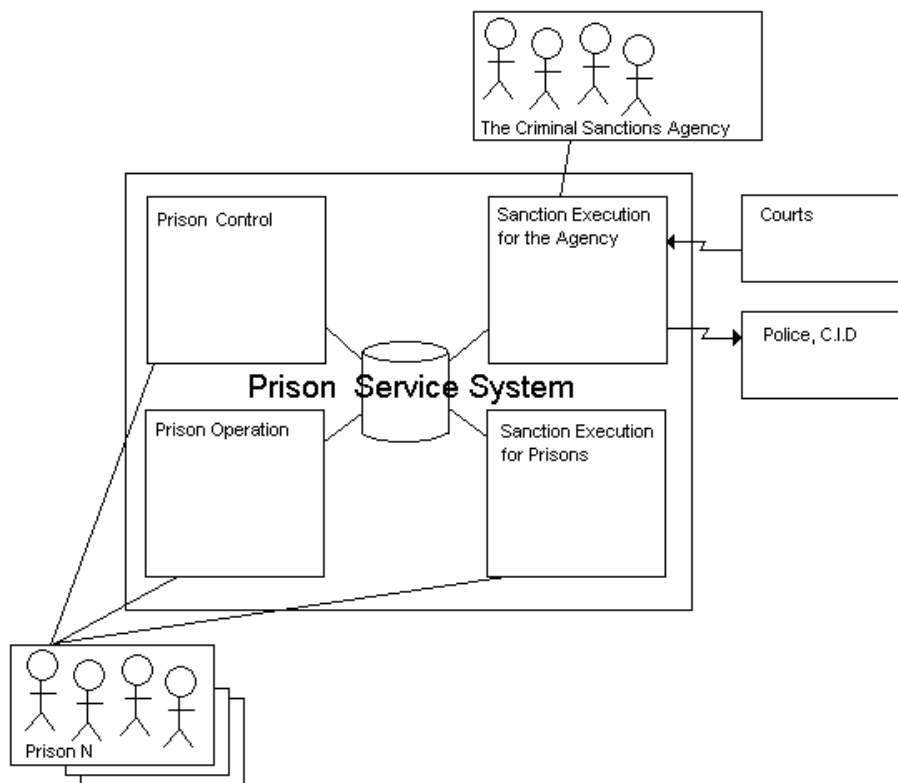 The Criminal Sanctions Agency
Prison Control
Sanction Execution
for the Agency
Courts
Police, C.I.D
Prison Service System
Prison Operation
Sanction Execution
for Prisons
Prison N